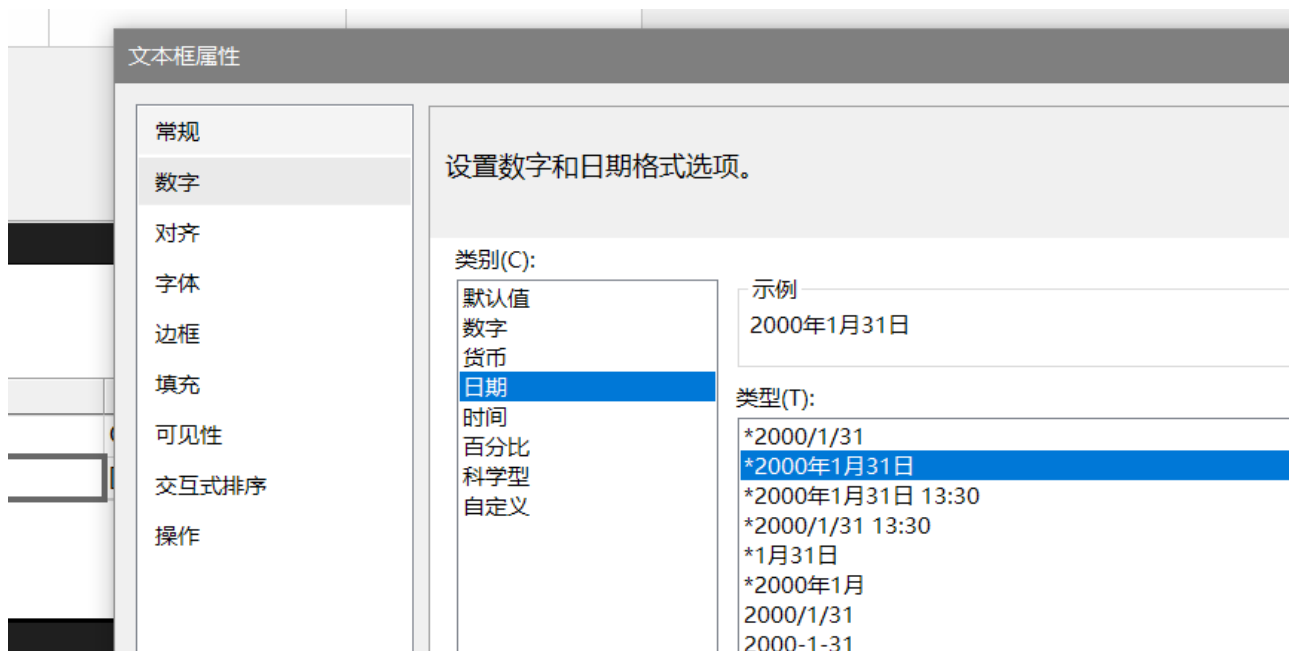 文本框属性
常规
数字
对齐
字体
边框
填充
可见性
交互式排序
操作
设置数字和日期格式选项。
类别(C):
默认值
数字
货币
日期
时间
百分比
科学型
自定义
示例
2000年1月31日
类型(T):
*2000/1/31
*2000年1月31日
*2000年1月31日 13:30
*2000/1/31 13:30
*1月31日
*2000年1月
2000/1/31
2000-1-31